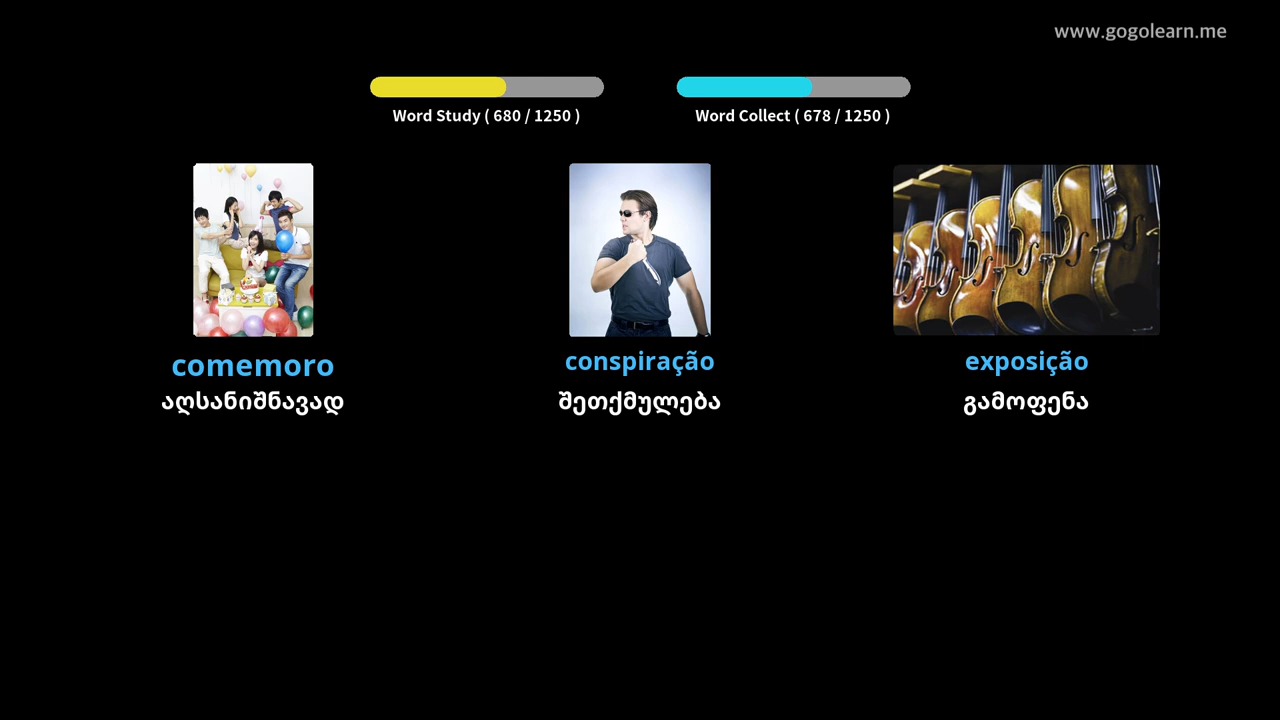 www.gogolearn.me
Word Study ( 680 / 1250 )
Word Collect ( 678 / 1250 )
comemoro
აღსანიშნავად
conspiração
შეთქმულება
exposição
გამოფენა